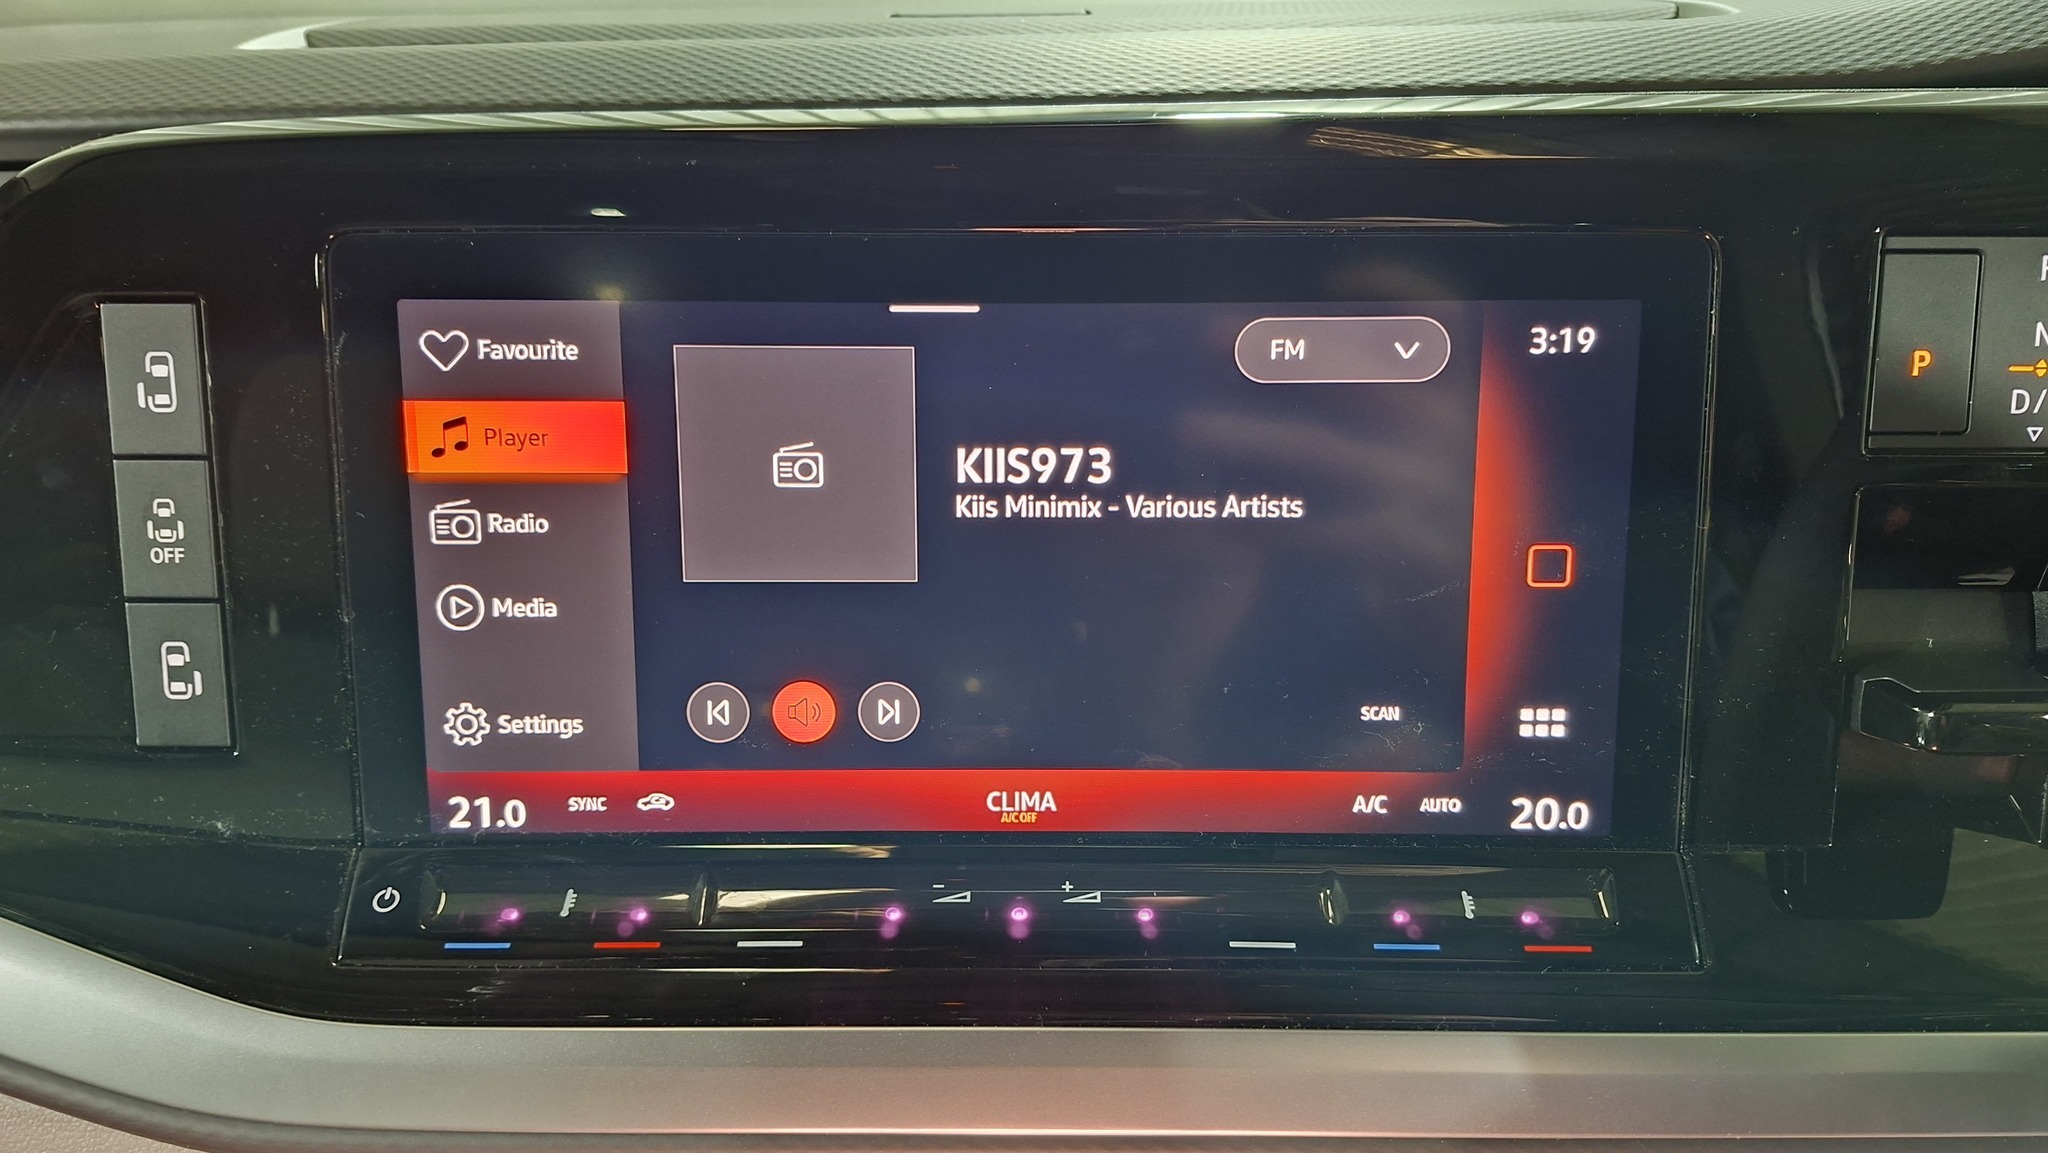 Favourite
Player
Radio
Media
Settings
FM
3:19
KIIS973
Kiis Minimix - Various Artists
SCAN
21.0
SYNC
CLIMA
A/C OFF
A/C
AUTO
20.0
OFF
P
N
D/
- +